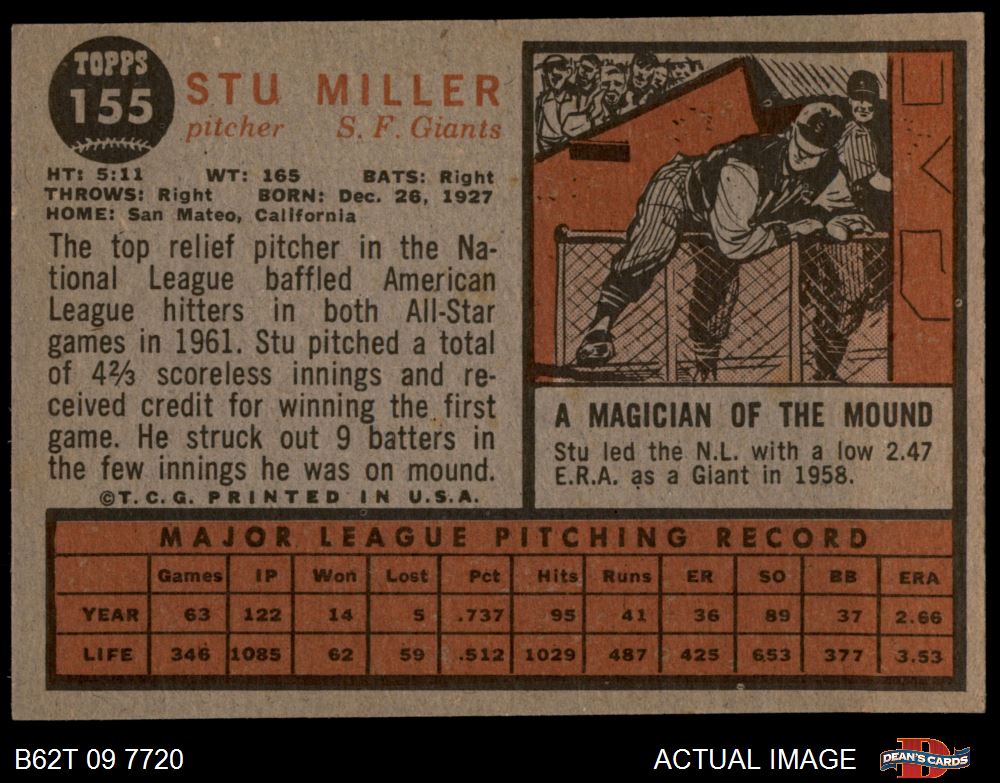 TOPPS
155
STU MILLER
pitcher S. F. Giants
HT: 5:11 WT: 165 BATS: Right
THROWS: Right BORN: Dec. 26, 1927
HOME: San Mateo, California
The top relief pitcher in the Na-
tional League baffled American
League hitters in both All-Star
games in 1961. Stu pitched a total
of 4⅔ scoreless innings and re-
ceived credit for winning the first
game. He struck out 9 batters in
the few innings he was on mound.
©T.C.G. PRINTED IN U.S.A.
A MAGICIAN OF THE MOUND
Stu led the N.L. with a low 2.47
E.R.A. as a Giant in 1958.
MAJOR LEAGUE PITCHING RECORD
Games IP Won Lost Pct Hits Runs ER SO BB ERA
YEAR 63 122 14 5 .737 95 41 36 89 37 2.66
LIFE 346 1085 62 59 .512 1029 487 425 653 377 3.53
B62T 09 7720 ACTUAL IMAGE DEAN'S CARDS